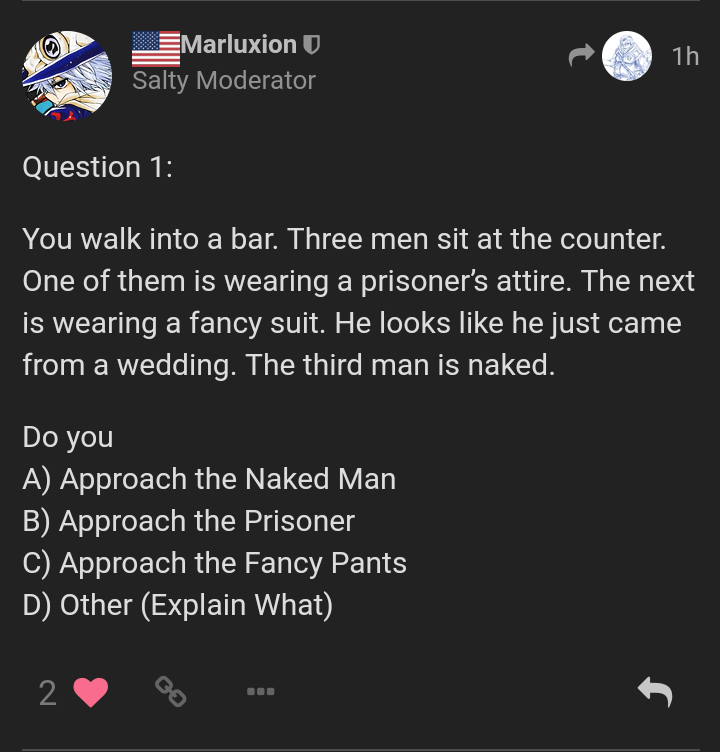 Marluxion
Salty Moderator
1h
Question 1:
You walk into a bar. Three men sit at the counter.
One of them is wearing a prisoner’s attire. The next
is wearing a fancy suit. He looks like he just came
from a wedding. The third man is naked.
Do you
A) Approach the Naked Man
B) Approach the Prisoner
C) Approach the Fancy Pants
D) Other (Explain What)
2